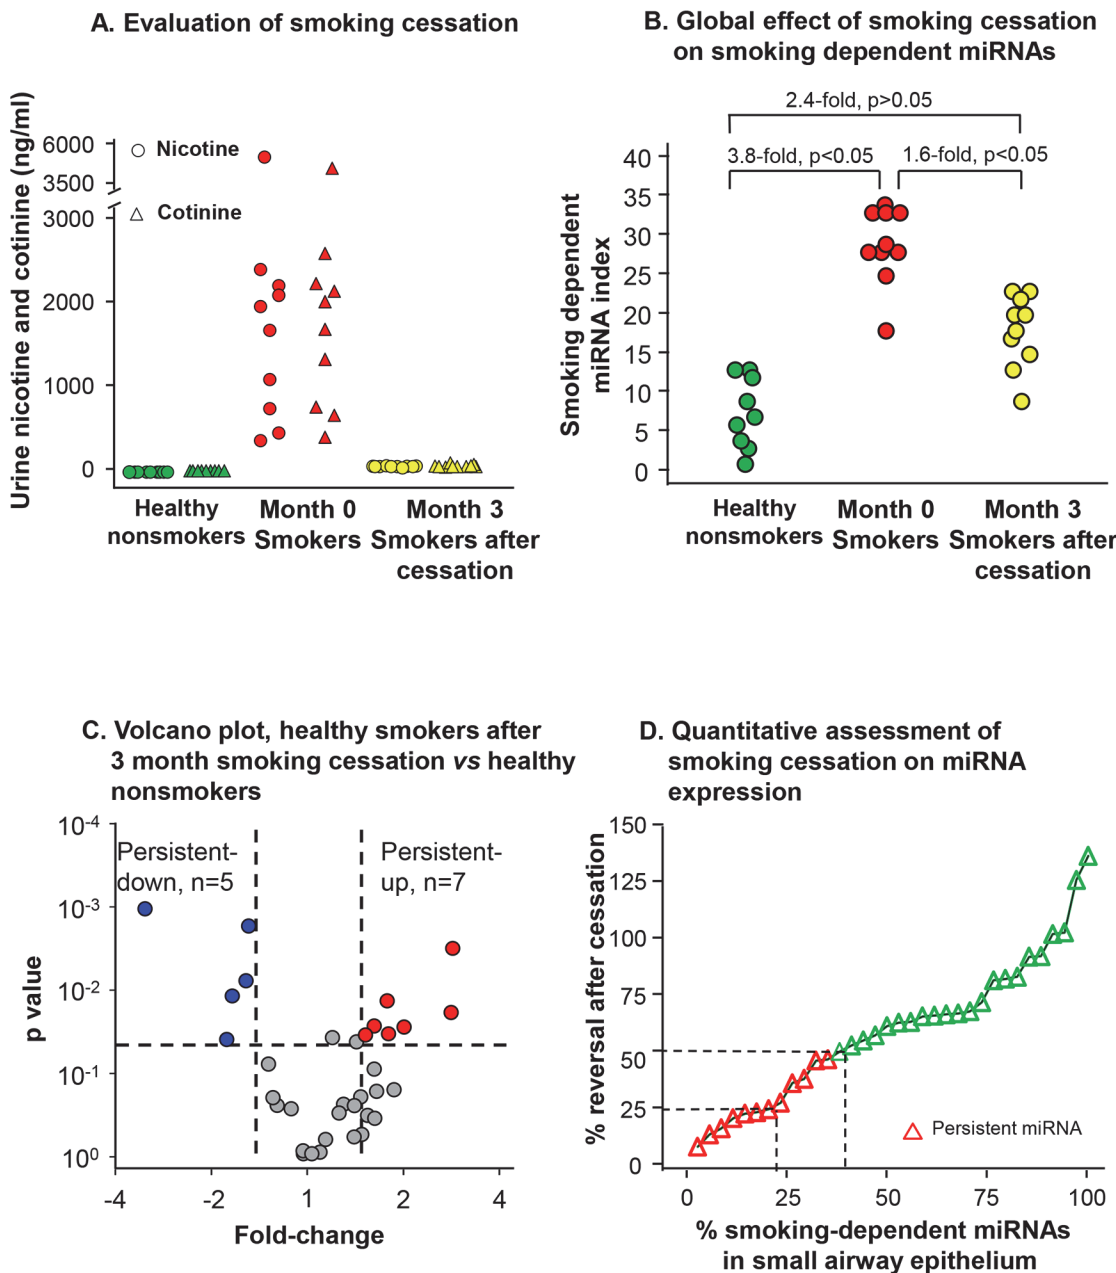 A. Evaluation of smoking cessation
Urine nicotine and cotinine (ng/ml)
6000
3500
3000
2000
1000
0
Nicotine
Cotinine
Healthy
nonsmokers
Month 0
Smokers
Month 3
Smokers after
cessation
B. Global effect of smoking cessation
on smoking dependent miRNAs
2.4-fold, p>0.05
3.8-fold, p<0.05
1.6-fold, p<0.05
Smoking dependent
miRNA index
40
35
30
25
20
15
10
5
0
Healthy
nonsmokers
Month 0
Smokers
Month 3
Smokers after
cessation
C. Volcano plot, healthy smokers after
3 month smoking cessation vs healthy
nonsmokers
p value
10-4
10-3
10-2
10-1
100
Persistent-
down, n=5
Persistent-
up, n=7
-4
-2
1
2
4
Fold-change
D. Quantitative assessment of
smoking cessation on miRNA
expression
% reversal after cessation
150
125
100
75
50
25
0
Persistent miRNA
0
25
50
75
100
% smoking-dependent miRNAs
in small airway epithelium